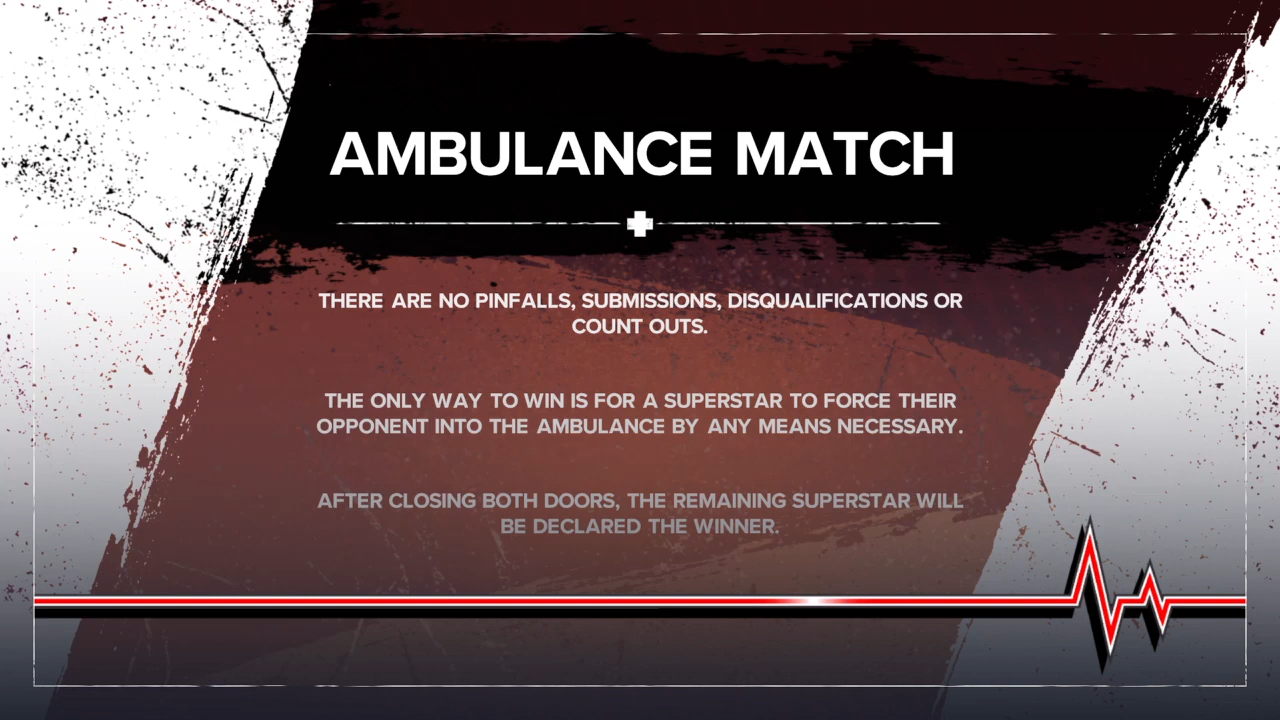 AMBULANCE MATCH
THERE ARE NO PINFALLS, SUBMISSIONS, DISQUALIFICATIONS OR
COUNT OUTS.
THE ONLY WAY TO WIN IS FOR A SUPERSTAR TO FORCE THEIR
OPPONENT INTO THE AMBULANCE BY ANY MEANS NECESSARY.
AFTER CLOSING BOTH DOORS, THE REMAINING SUPERSTAR WILL
BE DECLARED THE WINNER.